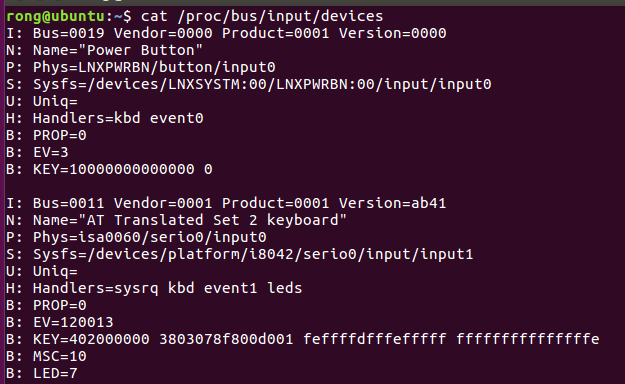 rong@ubuntu:~$ cat /proc/bus/input/devices
I: Bus=0019 Vendor=0000 Product=0001 Version=0000
N: Name="Power Button"
P: Phys=LNXPWRBN/button/input0
S: Sysfs=/devices/LNXSYSTM:00/LNXPWRBN:00/input/input0
U: Uniq=
H: Handlers=kbd event0
B: PROP=0
B: EV=3
B: KEY=10000000000000 0

I: Bus=0011 Vendor=0001 Product=0001 Version=ab41
N: Name="AT Translated Set 2 keyboard"
P: Phys=isa0060/serio0/input0
S: Sysfs=/devices/platform/i8042/serio0/input/input1
U: Uniq=
H: Handlers=sysrq kbd event1 leds
B: PROP=0
B: EV=120013
B: KEY=402000000 3803078f800d001 feffffdfffefffff fffffffffffffffe
B: MSC=10
B: LED=7